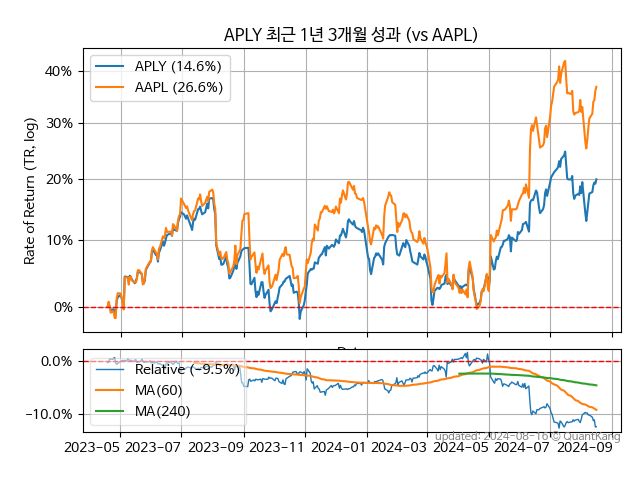 APLY 최근 1년 3개월 성과 (vs AAPL)
Rate of Return (TR, log)
40%
30%
20%
10%
0%
APLY (14.6%)
AAPL (26.6%)
0.0%
−10.0%
Relative (−9.5%)
MA(60)
MA(240)
2023−05 2023−07 2023−09 2023−11 2024−01 2024−03 2024−05 2024−07 2024−09
updated: 2024−08−16 © QuantKang